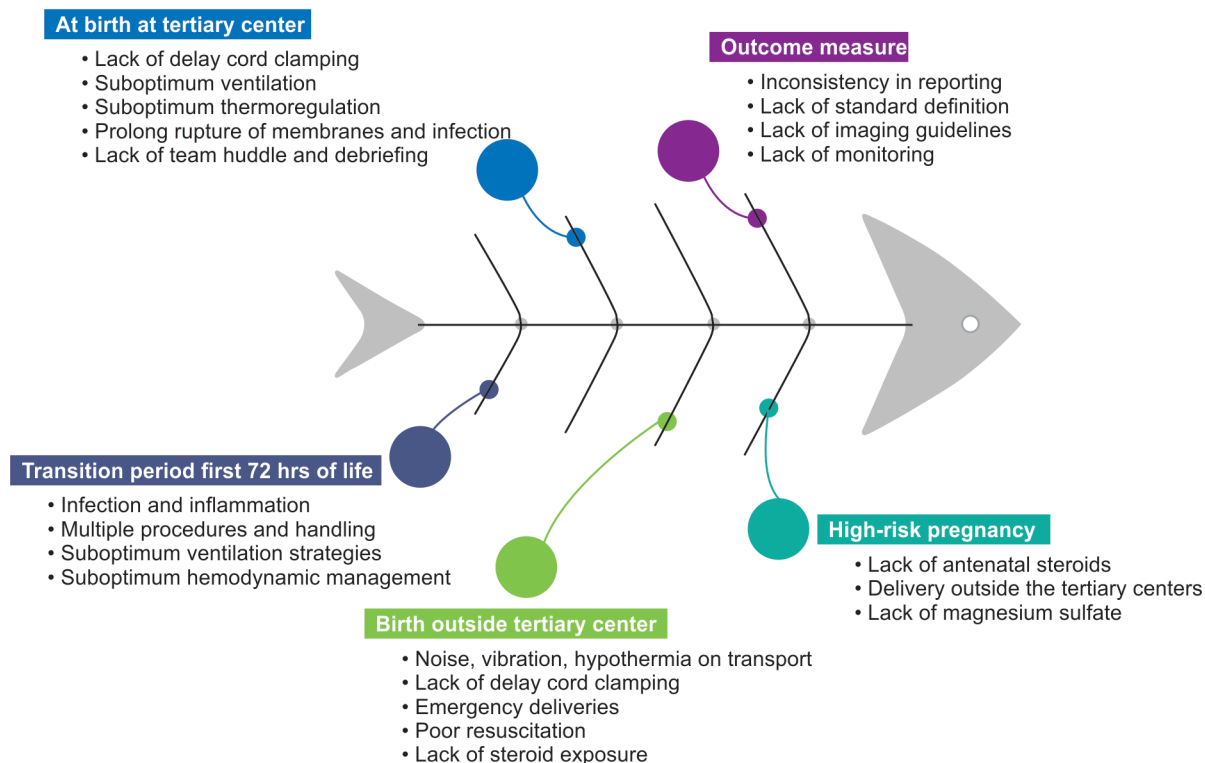 At birth at tertiary center
• Lack of delay cord clamping
• Suboptimum ventilation
• Suboptimum thermoregulation
• Prolong rupture of membranes and infection
• Lack of team huddle and debriefing
Outcome measure
• Inconsistency in reporting
• Lack of standard definition
• Lack of imaging guidelines
• Lack of monitoring
Transition period first 72 hrs of life
• Infection and inflammation
• Multiple procedures and handling
• Suboptimum ventilation strategies
• Suboptimum hemodynamic management
Birth outside tertiary center
• Noise, vibration, hypothermia on transport
• Lack of delay cord clamping
• Emergency deliveries
• Poor resuscitation
• Lack of steroid exposure
High-risk pregnancy
• Lack of antenatal steroids
• Delivery outside the tertiary centers
• Lack of magnesium sulfate